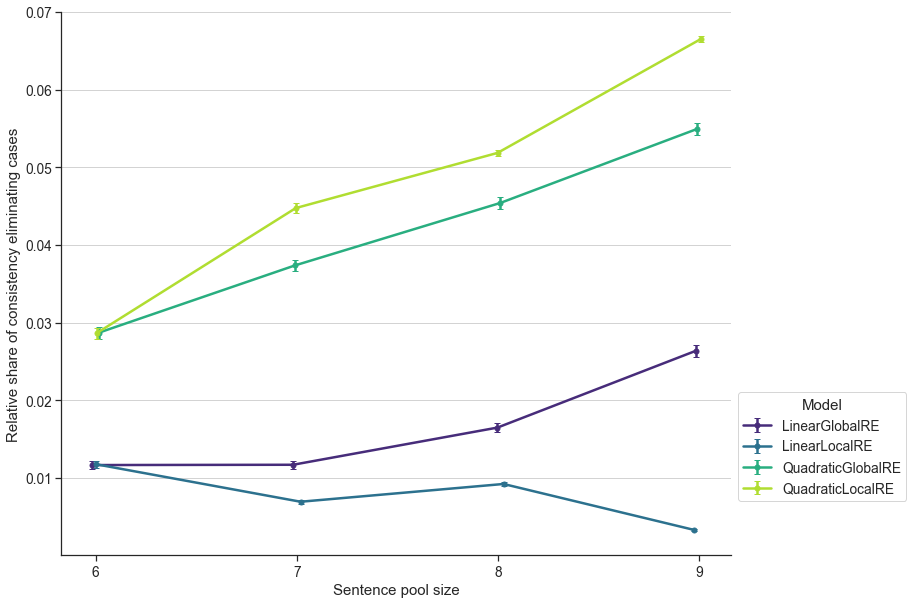 0.07
0.06
0.05
0.04
0.03
0.02
0.01
Relative share of consistency eliminating cases
6 7 8 9
Sentence pool size
Model
LinearGlobalRE
LinearLocalRE
QuadraticGlobalRE
QuadraticLocalRE